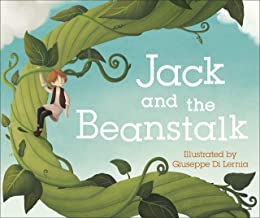 Jack
and the
Beanstalk
Illustrated by
Giuseppe Di Lernia